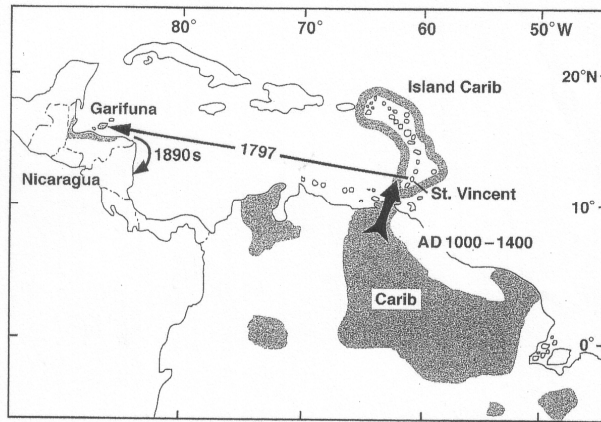 80°
70°
60
50°W
20°N
Island Carib
Garifuna
1797
1890s
Nicaragua
St. Vincent
10°
AD 1000–1400
Carib
0°